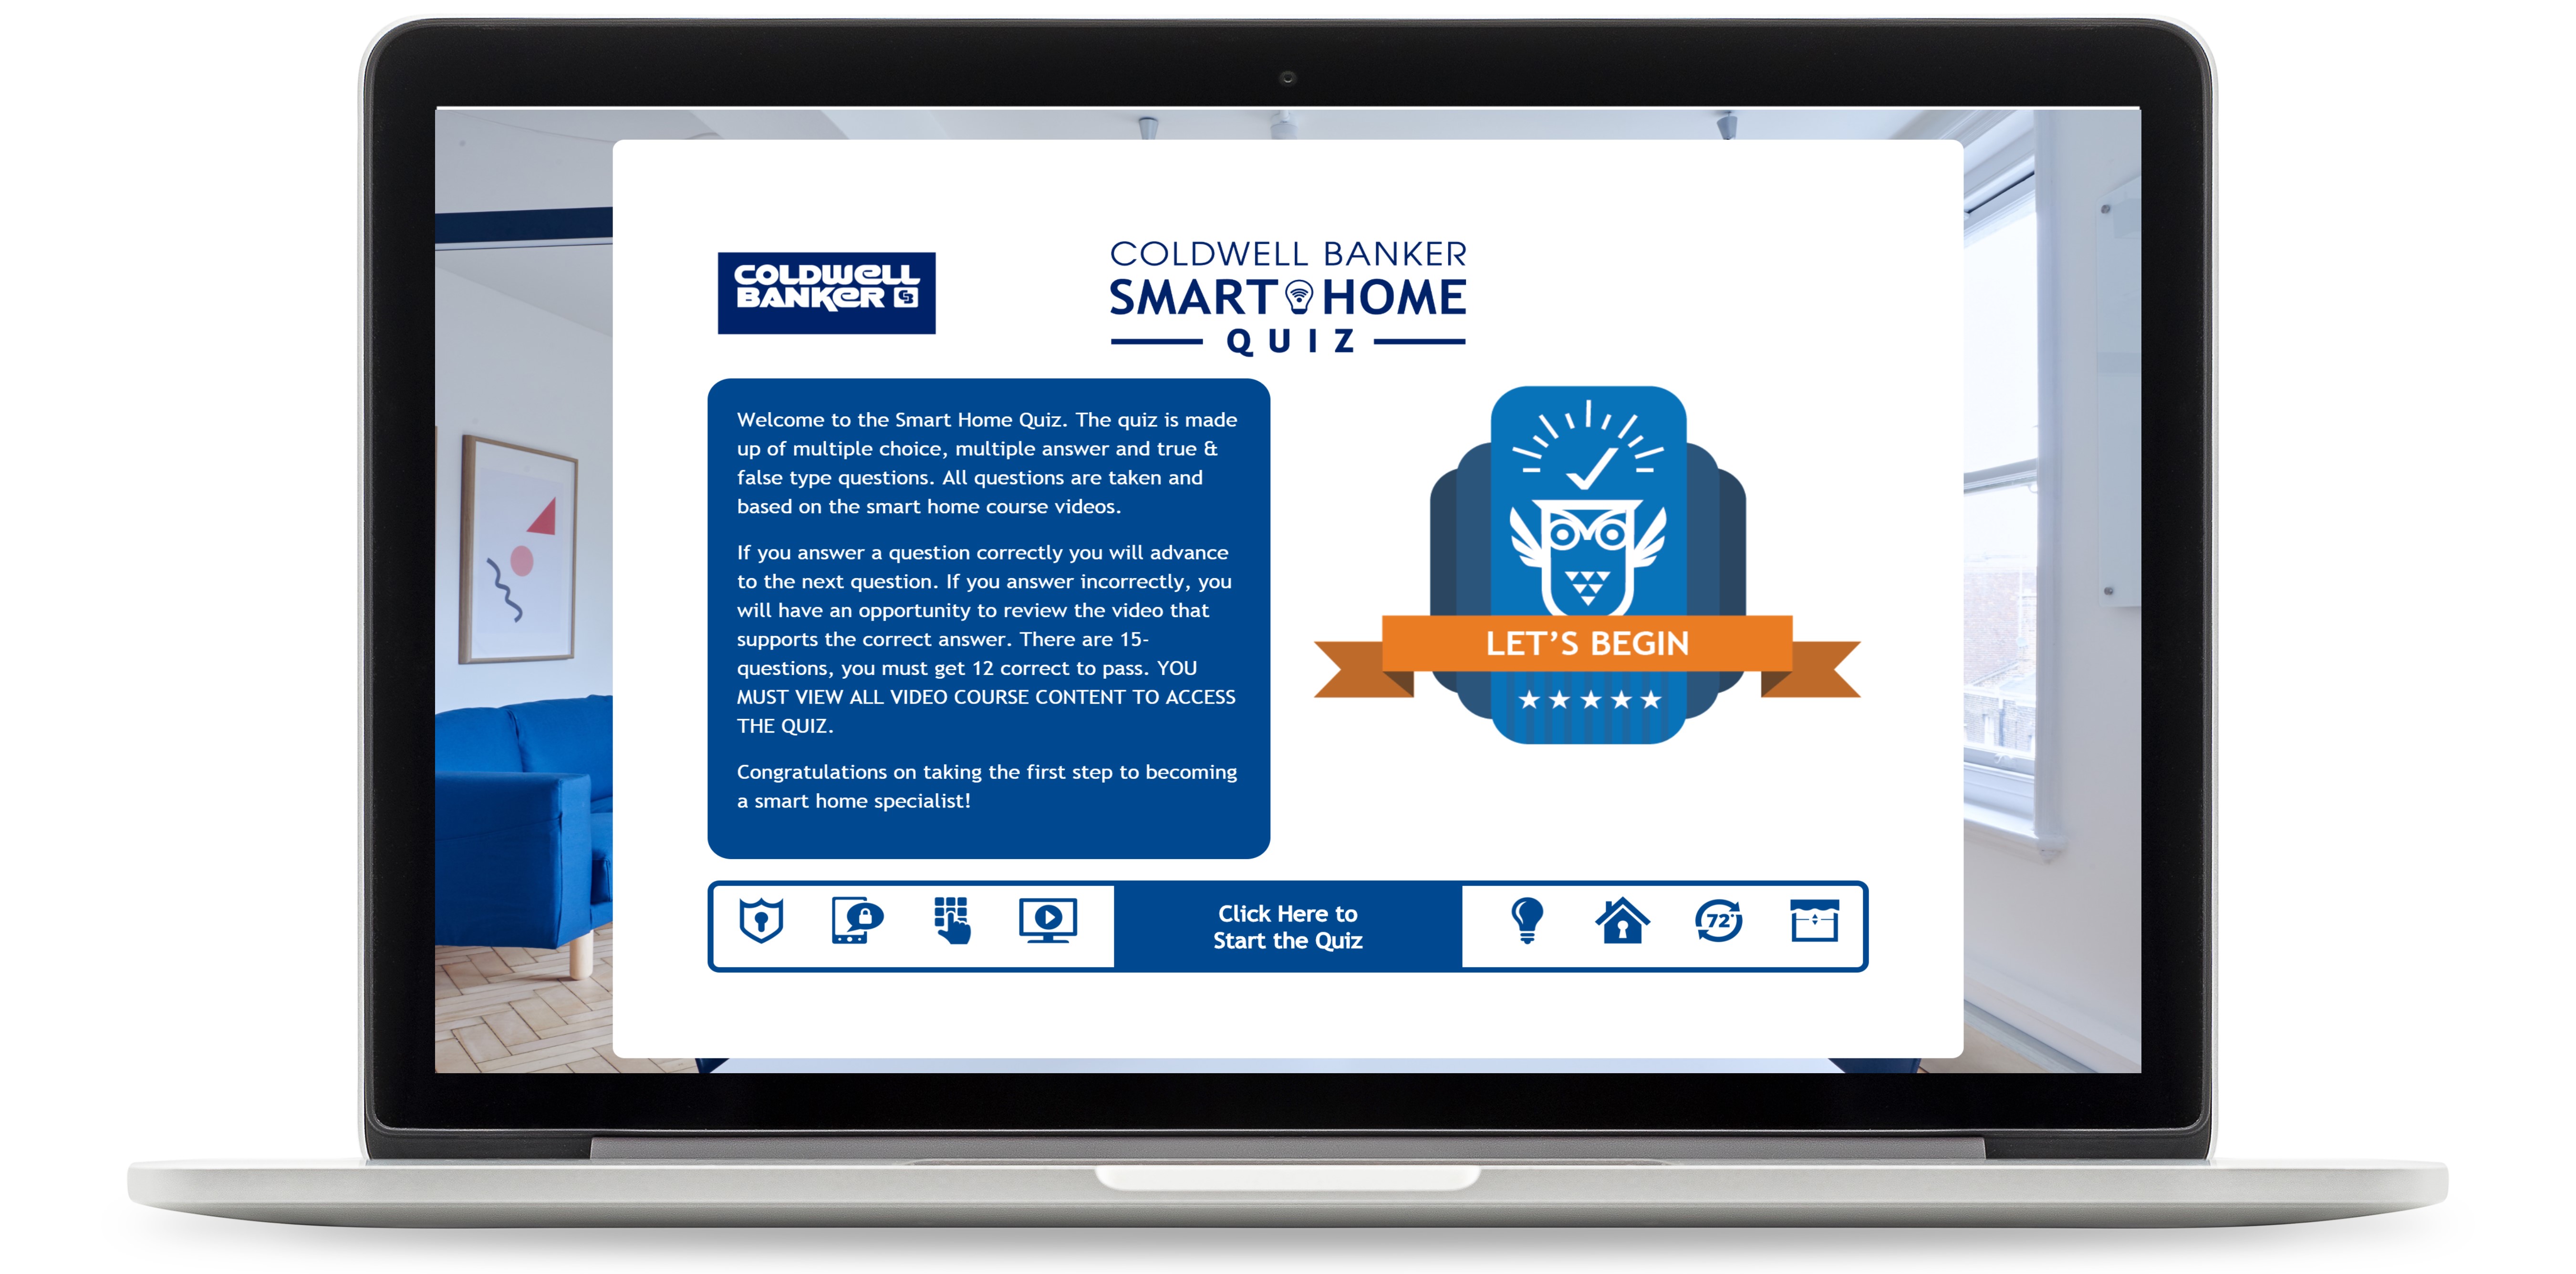 COLDWELL
BANKER CB
COLDWELL BANKER
SMART HOME
QUIZ
Welcome to the Smart Home Quiz. The quiz is made
up of multiple choice, multiple answer and true &
false type questions. All questions are taken and
based on the smart home course videos.
If you answer a question correctly you will advance
to the next question. If you answer incorrectly, you
will have an opportunity to review the video that
supports the correct answer. There are 15-
questions, you must get 12 correct to pass. YOU
MUST VIEW ALL VIDEO COURSE CONTENT TO ACCESS
THE QUIZ.
Congratulations on taking the first step to becoming
a smart home specialist!
LET'S BEGIN
Click Here to
Start the Quiz
72°